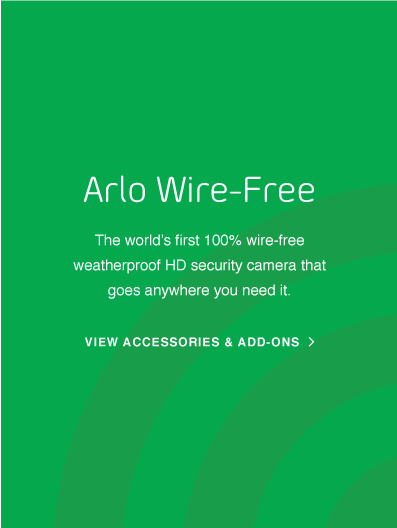 Arlo Wire-Free
The world's first 100% wire-free
weatherproof HD security camera that
goes anywhere you need it.
VIEW ACCESSORIES & ADD-ONS >